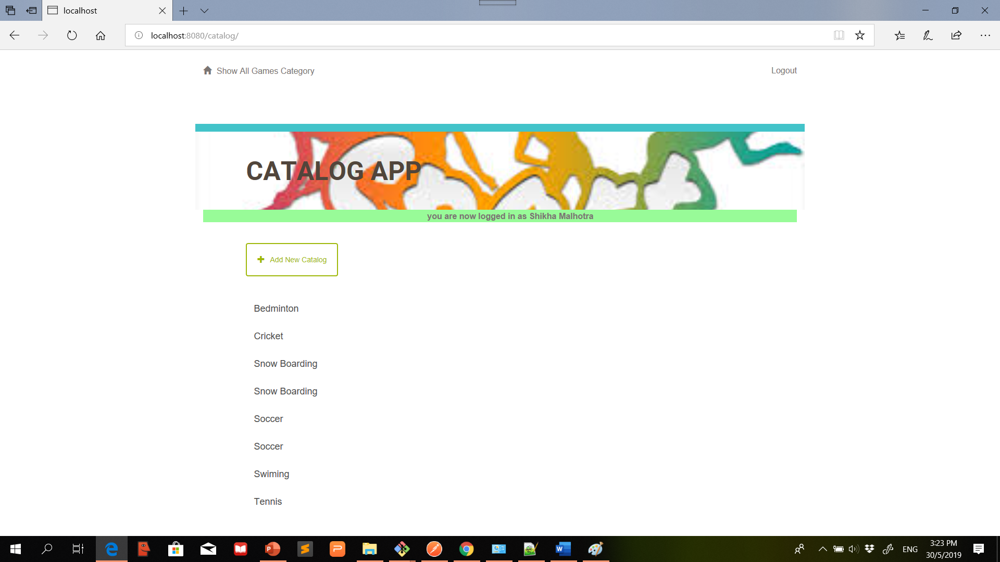 localhost
localhost:8080/catalog/
Show All Games Category
Logout
CATALOG APP
you are now logged in as Shikha Malhotra
Add New Catalog
Bedminton
Cricket
Snow Boarding
Snow Boarding
Soccer
Soccer
Swiming
Tennis
ENG
3:23 PM
30/5/2019